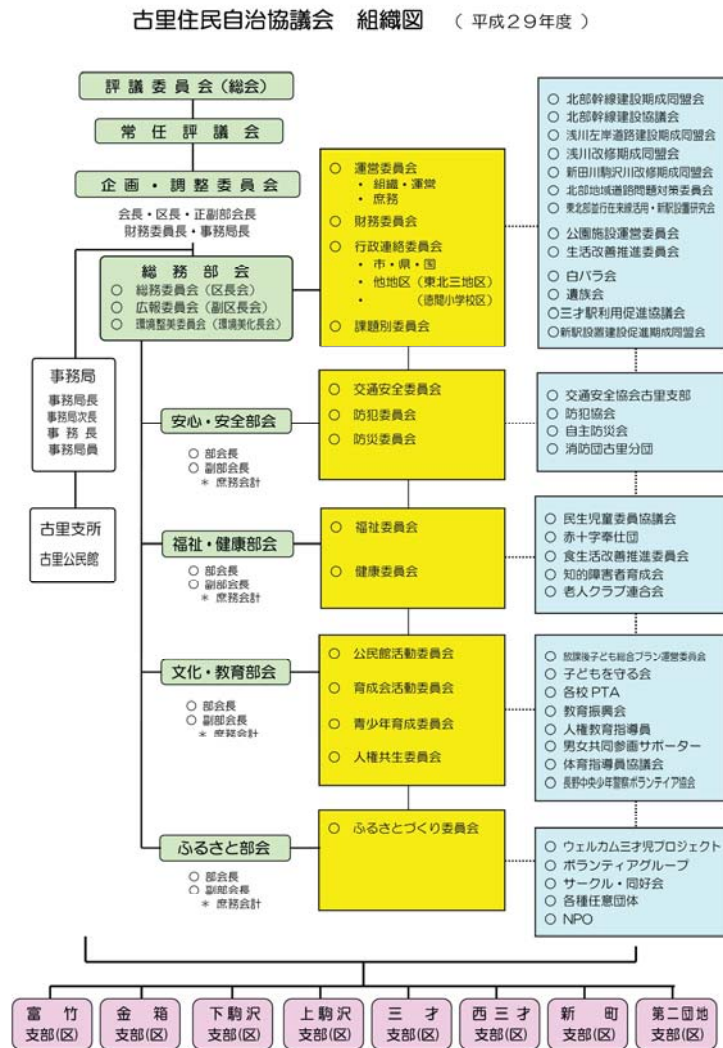 古里住民自治協議会　組織図　（平成29年度）
評議委員会（総会）
常任評議会
企画・調整委員会
会長・区長・正副部会長
財務委員長・事務局長
総務部会
○ 総務委員会（区長会）
○ 広報委員会（副区長会）
○ 環境整美委員会（環境美化長会）
事務局
事務局長
事務局次長
事務長
事務局員
古里支所
古里公民館
○ 運営委員会
・組織・運営
・庶務
○ 財務委員会
○ 行政連絡委員会
・市・県・国
・他地区（東北三地区）
・（徳間小学校区）
○ 課題別委員会
○ 北部幹線建設期成同盟会
○ 北部幹線建設協議会
○ 浅川左岸道路建設期成同盟会
○ 浅川改修期成同盟会
○ 新田川駒沢川改修期成同盟会
○ 北部地域道路問題対策委員会
○ 東北部並行在来線活用・新駅設置研究会
○ 公園施設運営委員会
○ 生活改善推進委員会
○ 白バラ会
○ 遺族会
○三才駅利用促進協議会
○新駅設置建設促進期成同盟会
安心・安全部会
○ 部会長
○ 副部会長
＊ 庶務会計
○ 交通安全委員会
○ 防犯委員会
○ 防災委員会
○ 交通安全協会古里支部
○ 防犯協会
○ 自主防災会
○ 消防団古里分団
福祉・健康部会
○ 部会長
○ 副部会長
＊ 庶務会計
○ 福祉委員会
○ 健康委員会
○ 民生児童委員協議会
○ 赤十字奉仕団
○ 食生活改善推進委員会
○ 知的障害者育成会
○ 老人クラブ連合会
文化・教育部会
○ 部会長
○ 副部会長
＊ 庶務会計
○ 公民館活動委員会
○ 育成会活動委員会
○ 青少年育成委員会
○ 人権共生委員会
○ 放課後子ども総合プラン運営委員会
○ 子どもを守る会
○ 各校PTA
○ 教育振興会
○ 人権教育指導員
○ 男女共同参画サポーター
○ 体育指導員協議会
○ 長野中央少年警察ボランティア協会
ふるさと部会
○ 部会長
○ 副部会長
＊ 庶務会計
○ ふるさとづくり委員会
○ ウェルカム三才児プロジェクト
○ ボランティアグループ
○ サークル・同好会
○ 各種任意団体
○ NPO
富竹 支部(区)
金箱 支部(区)
下駒沢 支部(区)
上駒沢 支部(区)
三才 支部(区)
西三才 支部(区)
新町 支部(区)
第二団地 支部(区)